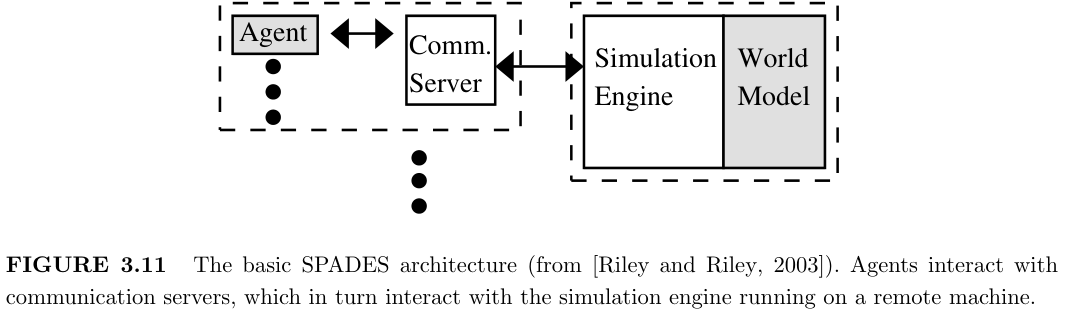 Agent
Comm.
Server
Simulation
Engine
World
Model
FIGURE 3.11 The basic SPADES architecture (from [Riley and Riley, 2003]). Agents interact with
communication servers, which in turn interact with the simulation engine running on a remote machine.